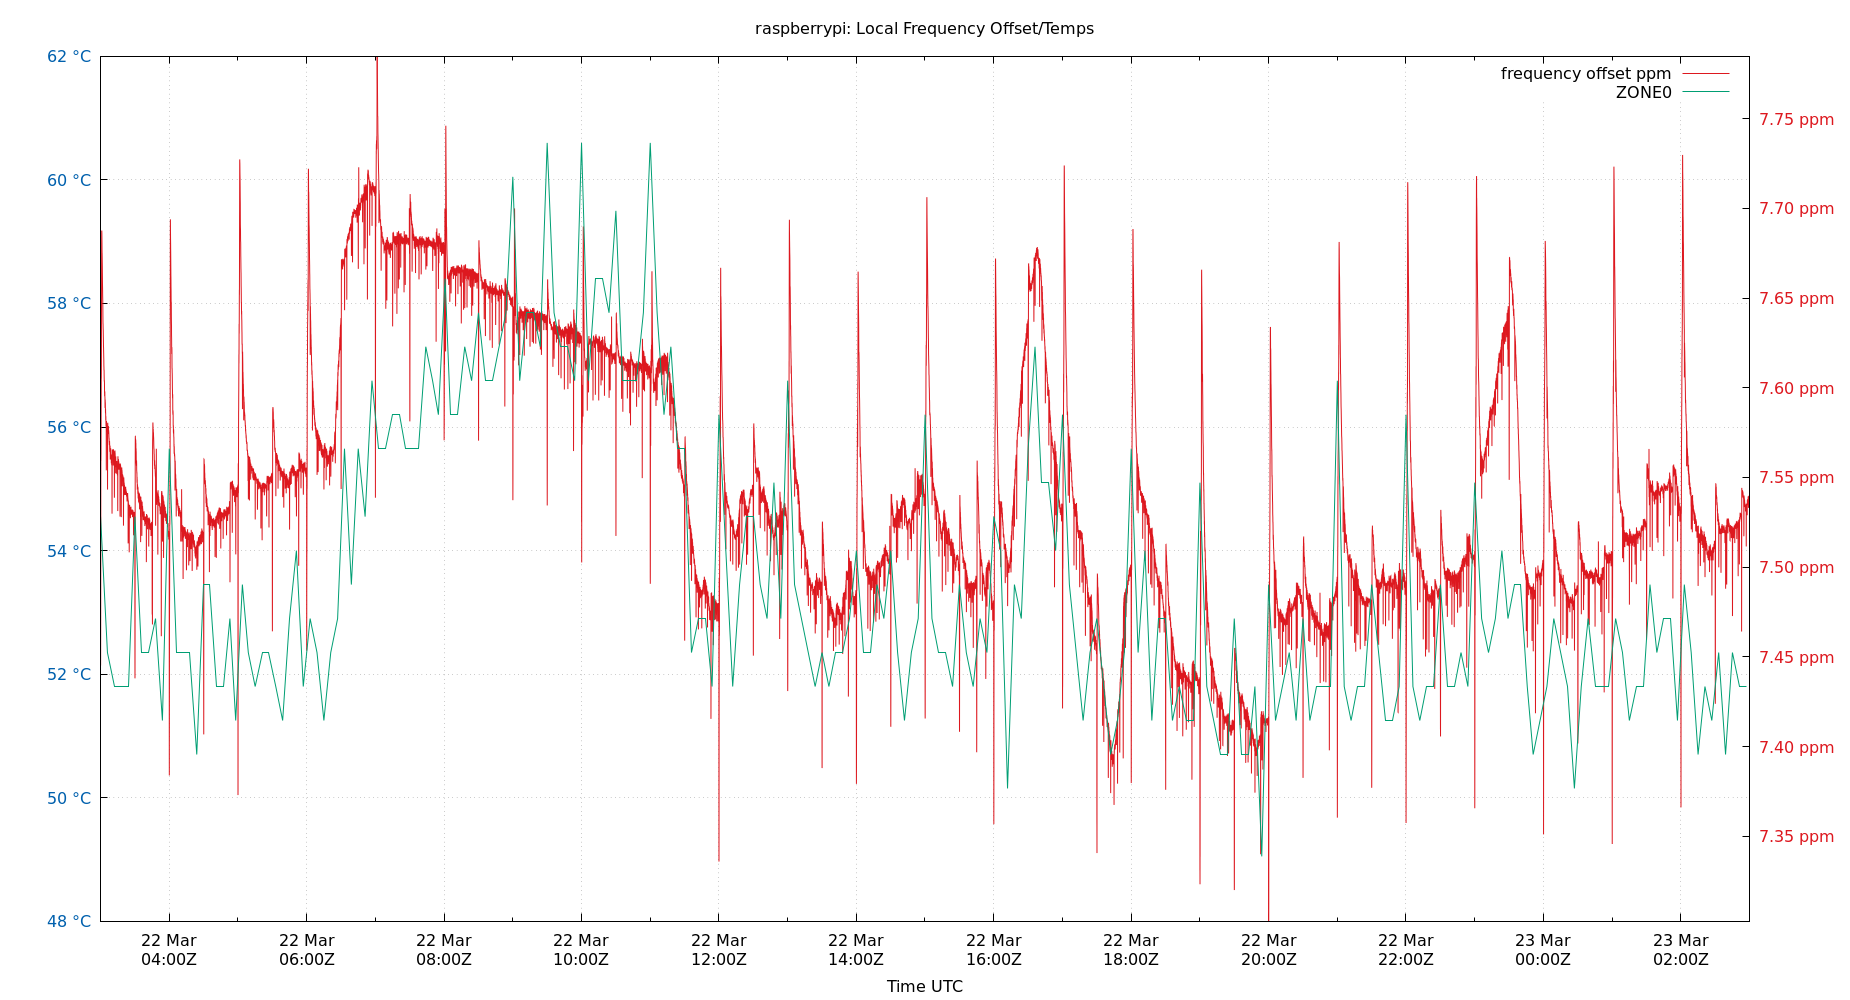 raspberrypi: Local Frequency Offset/Temps
frequency offset ppm
ZONE0
62 °C
60 °C
58 °C
56 °C
54 °C
52 °C
50 °C
48 °C
7.75 ppm
7.70 ppm
7.65 ppm
7.60 ppm
7.55 ppm
7.50 ppm
7.45 ppm
7.40 ppm
7.35 ppm
22 Mar 22 Mar 22 Mar 22 Mar 22 Mar 22 Mar 22 Mar 22 Mar 22 Mar 22 Mar 23 Mar 23 Mar
04:00Z 06:00Z 08:00Z 10:00Z 12:00Z 14:00Z 16:00Z 18:00Z 20:00Z 22:00Z 00:00Z 02:00Z
Time UTC